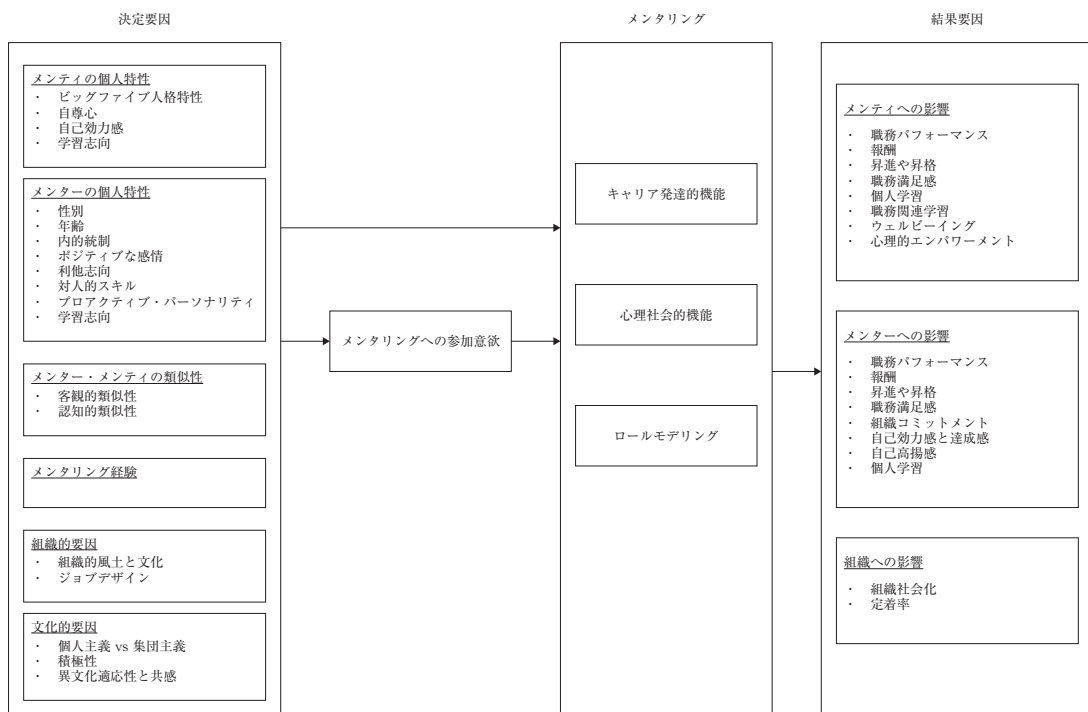 決定要因
メンティの個人特性
・ ビッグファイブ人格特性
・ 自尊心
・ 自己効力感
・ 学習志向
メンターの個人特性
・ 性別
・ 年齢
・ 内的統制
・ ポジティブな感情
・ 利他志向
・ 対人的スキル
・ プロアクティブ・パーソナリティ
・ 学習志向
メンター・メンティの類似性
・ 客観的類似性
・ 認知的類似性
メンタリング経験
組織的要因
・ 組織的風土と文化
・ ジョブデザイン
文化的要因
・ 個人主義 vs 集団主義
・ 積極性
・ 異文化適応性と共感
メンタリングへの参加意欲
メンタリング
キャリア発達的機能
心理社会的機能
ロールモデリング
結果要因
メンティへの影響
・ 職務パフォーマンス
・ 報酬
・ 昇進や昇格
・ 職務満足感
・ 個人学習
・ 職務関連学習
・ ウェルビーイング
・ 心理的エンパワーメント
メンターへの影響
・ 職務パフォーマンス
・ 報酬
・ 昇進や昇格
・ 職務満足感
・ 組織コミットメント
・ 自己効力感と達成感
・ 自己高揚感
・ 個人学習
組織への影響
・ 組織社会化
・ 定着率